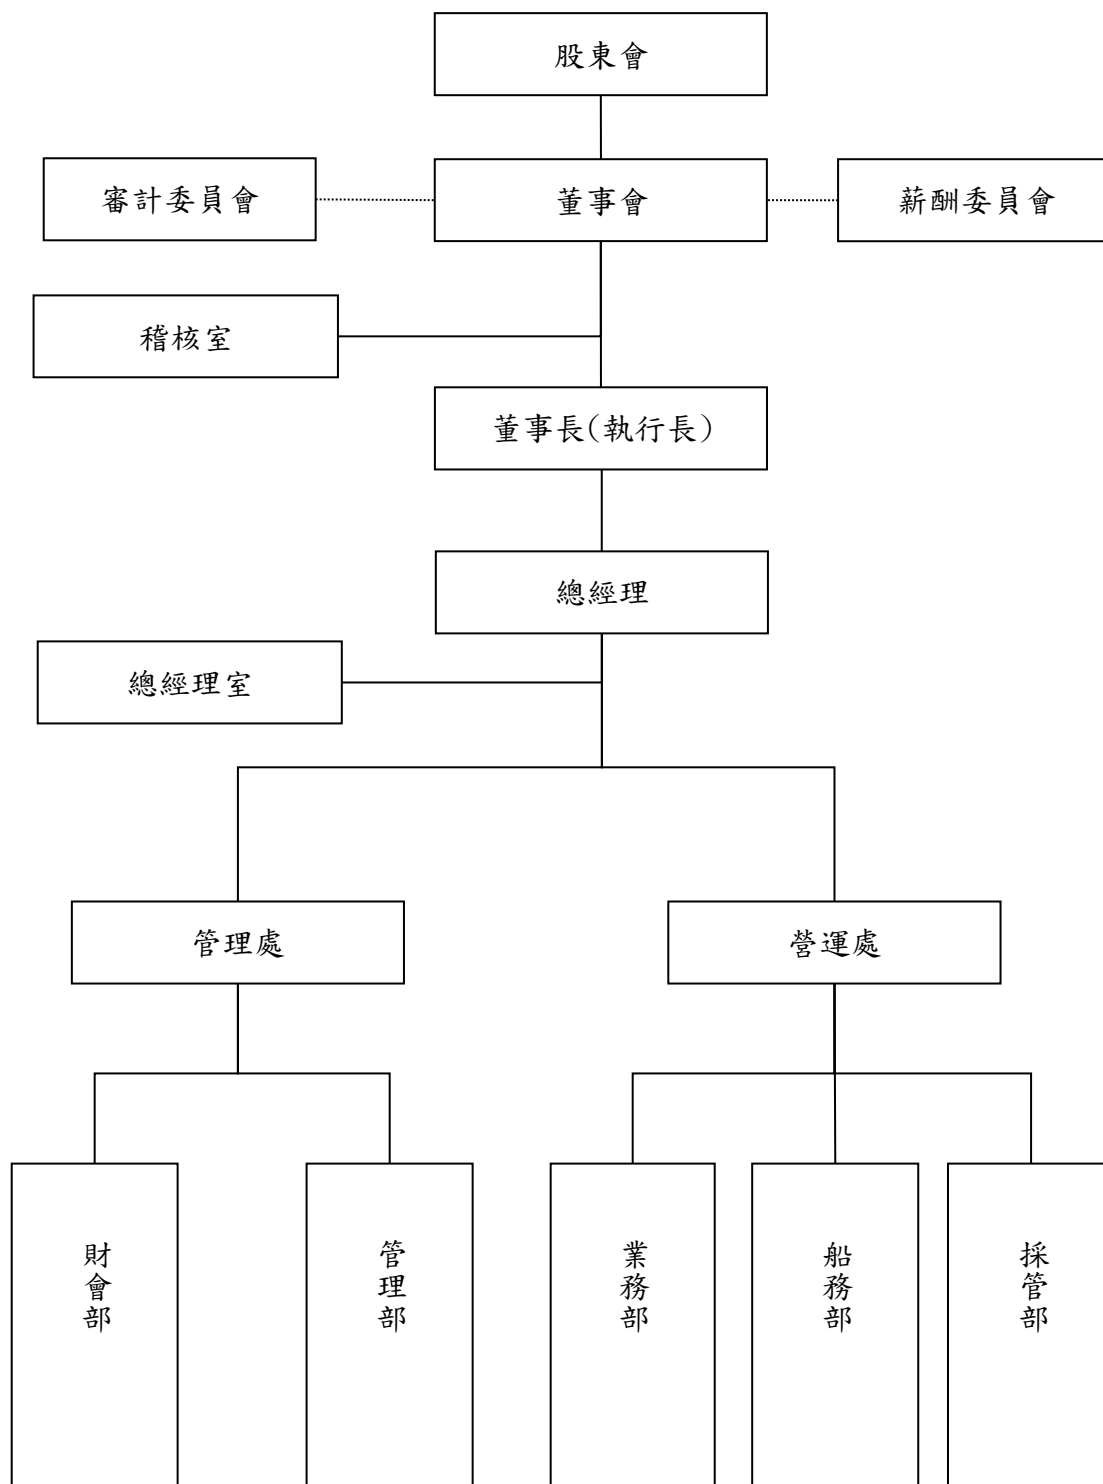 股東會
審計委員會
董事會
薪酬委員會
稽核室
董事長(執行長)
總經理
總經理室
管理處
營運處
財會部
管理部
業務部
船務部
採管部